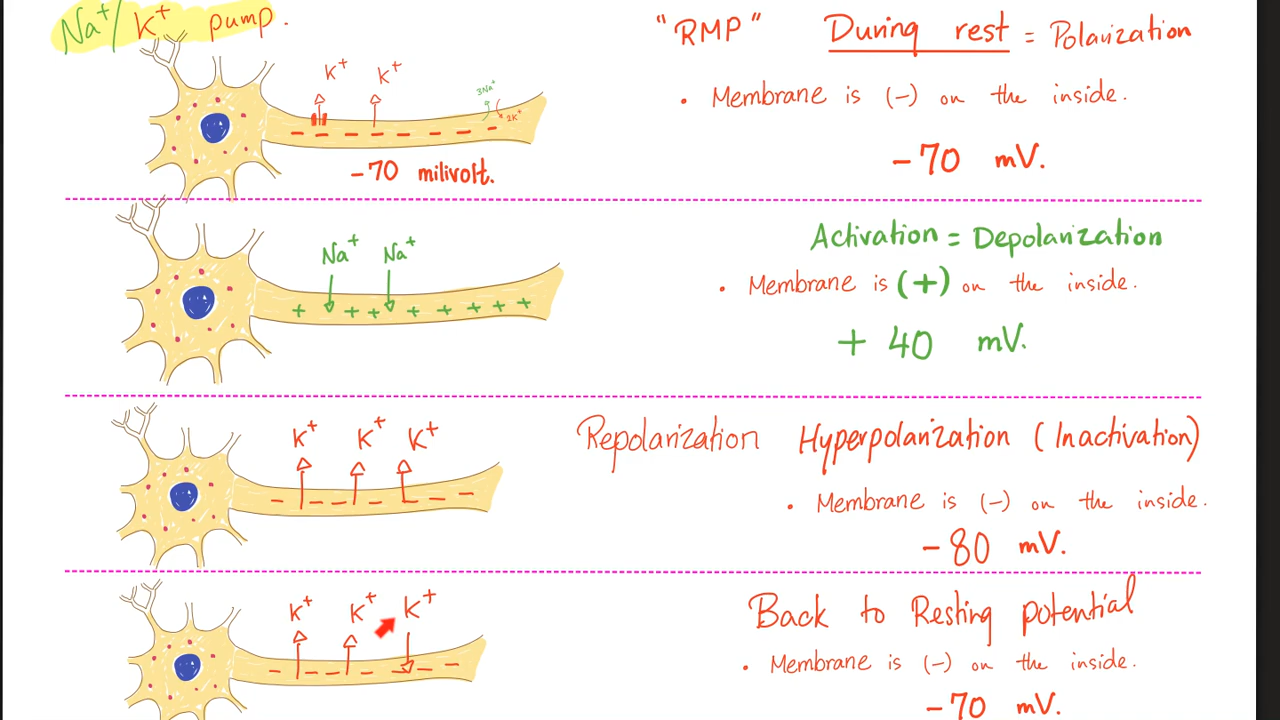 Na+/K+ pump.
"RMP" During rest = Polarization
K+ K+
3Na+
2K+
• Membrane is (-) on the inside.
-70 mV.
-70 milivolt.
Activation = Depolarization
Na+ Na+
• Membrane is (+) on the inside.
+ + + + + + + +
+ 40 mV.
K+ K+ K+
Repolarization Hyperpolarization (Inactivation)
• Membrane is (-) on the inside.
-80 mV.
K+ K+ K+
Back to Resting potential
• Membrane is (-) on the inside.
-70 mV.